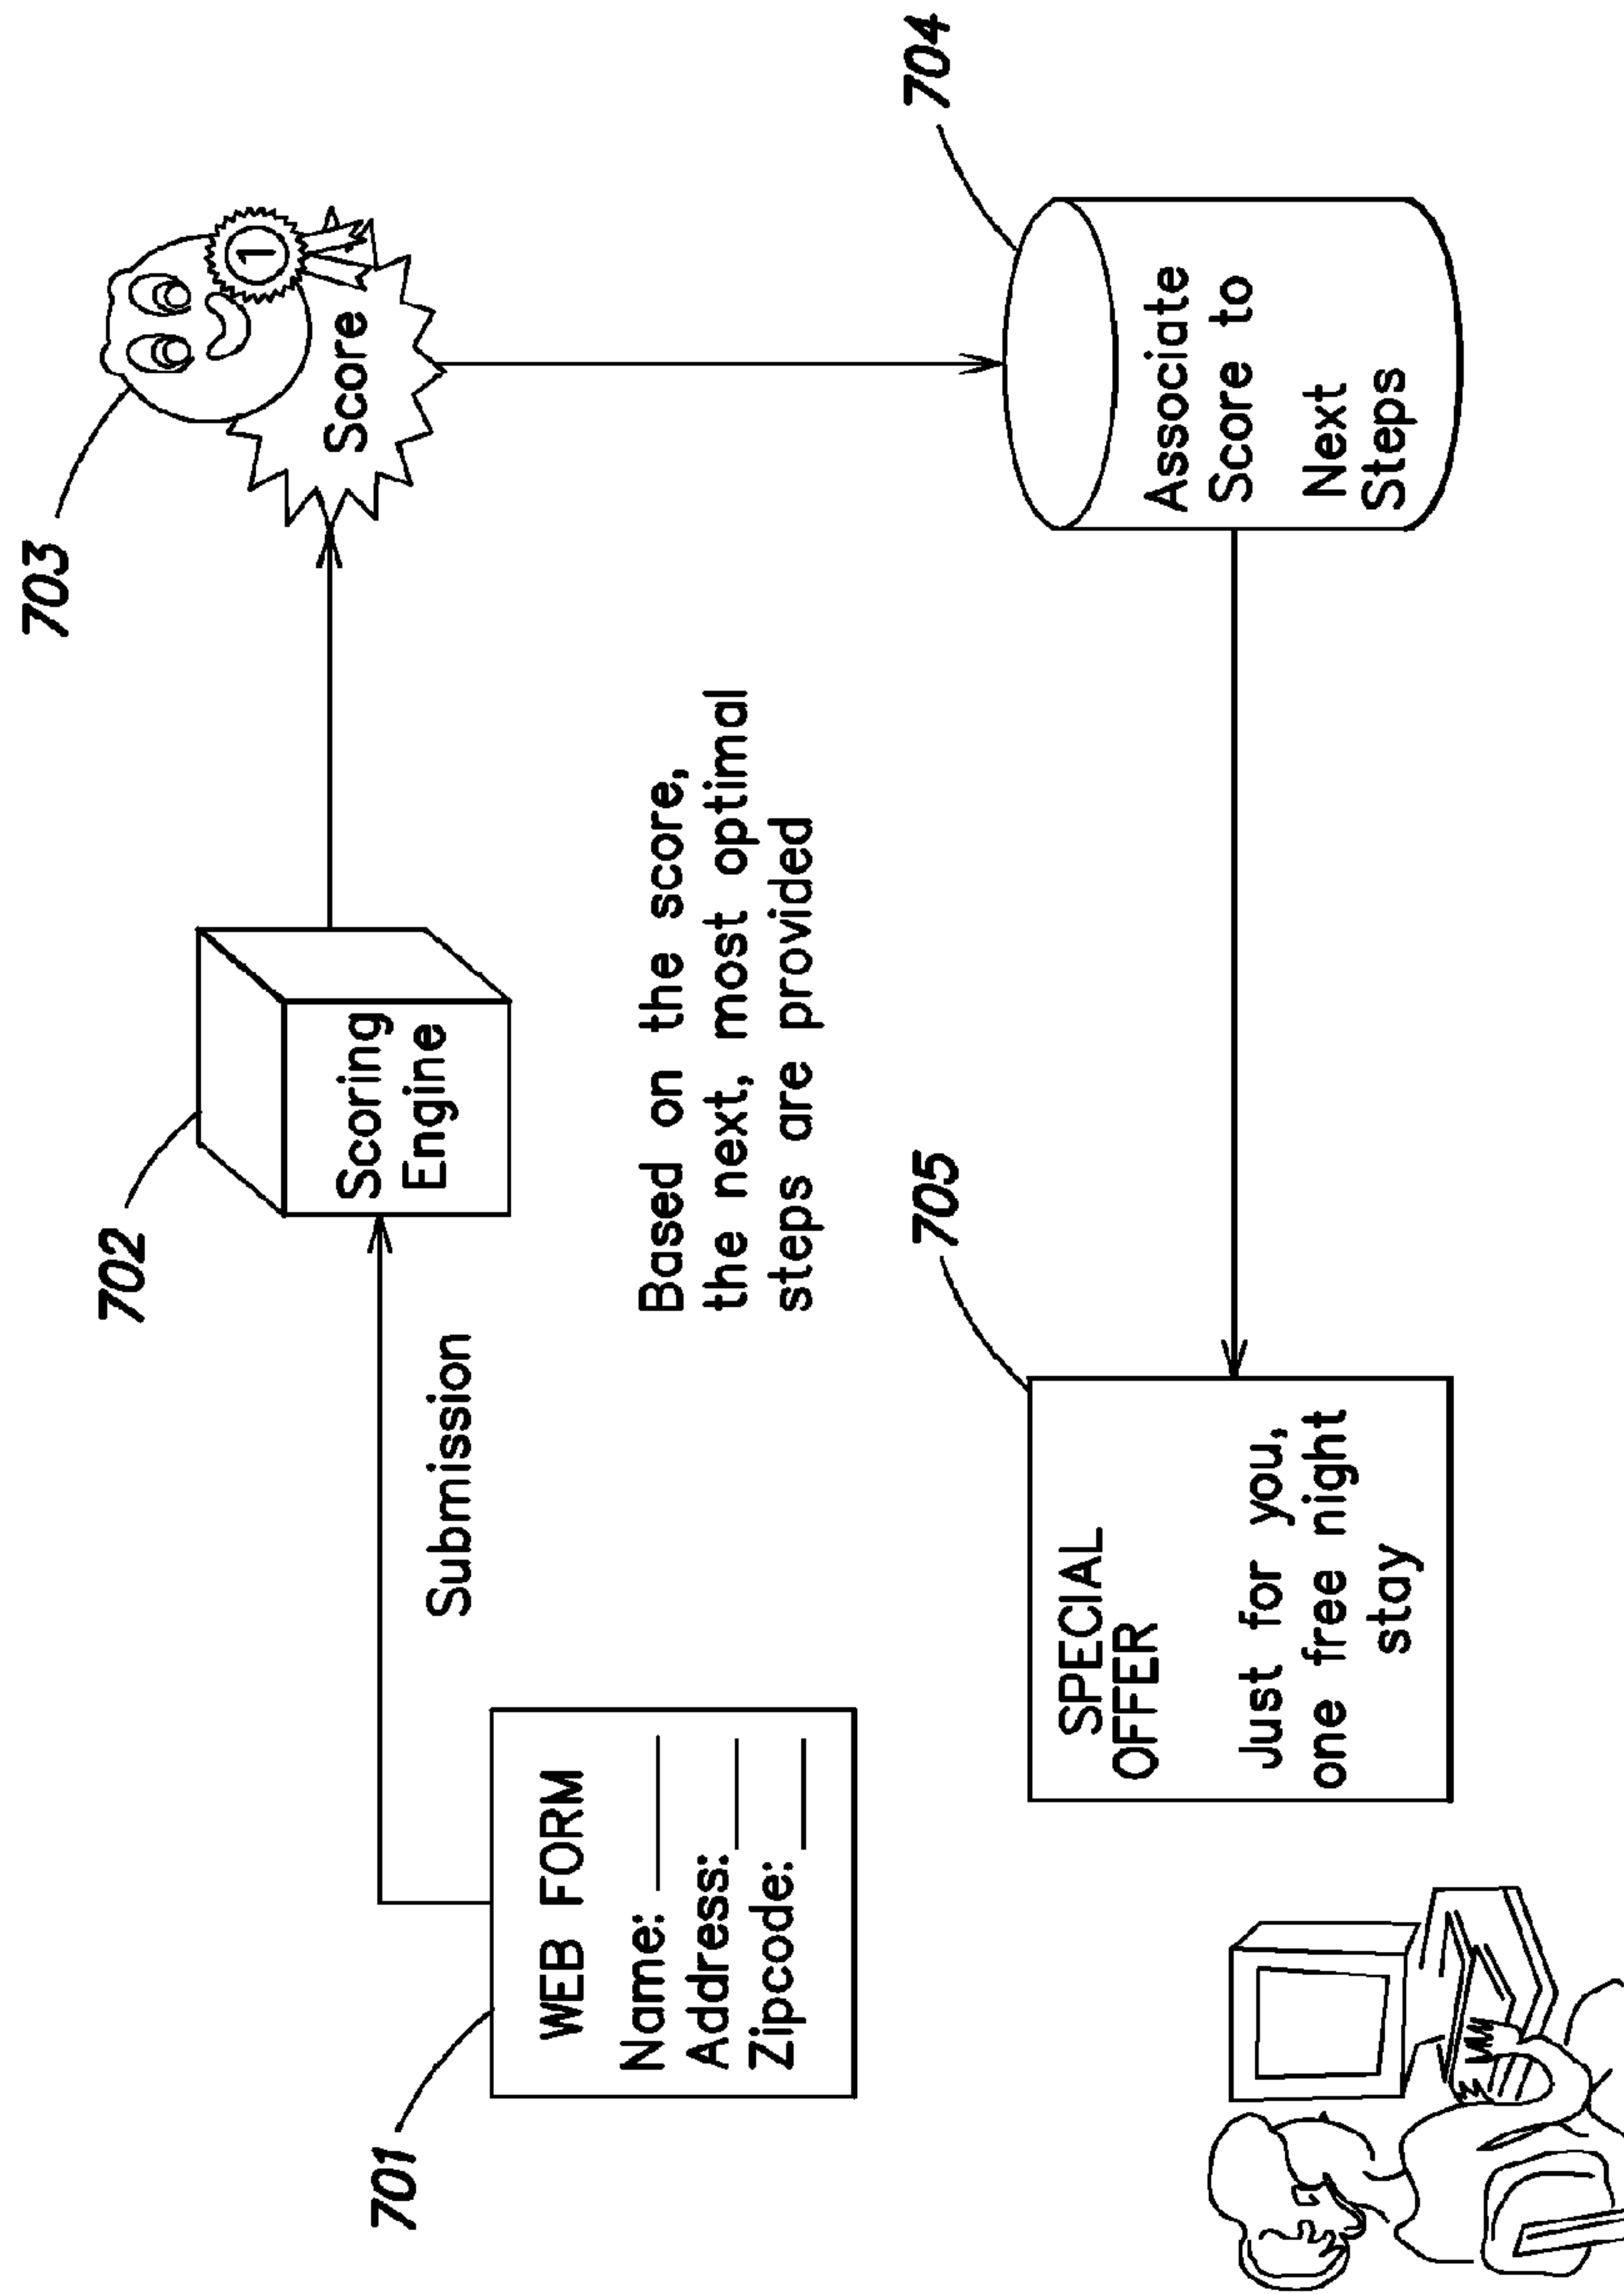 701
WEB FORM
Name:
Address:
Zipcode:
Submission
702
Scoring
Engine
703
1
Score
Based on the score,
the next, most optimal
steps are provided
704
Associate
Score to
Next
Steps
705
SPECIAL
OFFER
Just for you,
one free night
stay